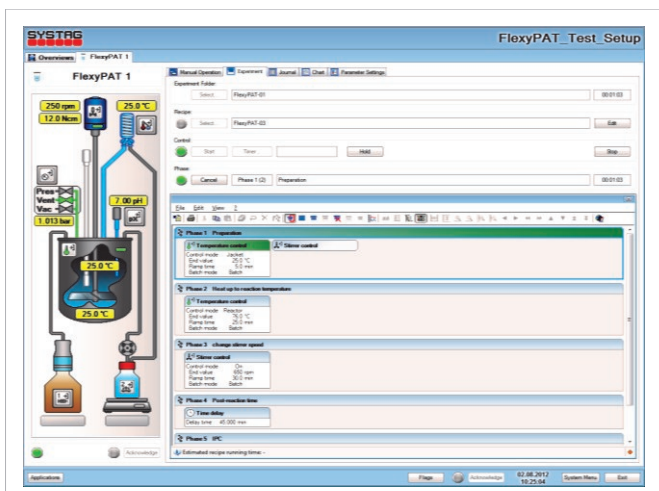 SYSTAG
FlexyPAT_Test_Setup
Overviews FlexyPAT 1
FlexyPAT 1
250 rpm
12.0 Ncm
25.0 °C
Pres
Vent
Vac
1.013 bar
7.00 pH
pH
25.0 °C
25.0 °C
Acknowledge
Manual Operation Experiment Journal Chart Parameter Settings
Experiment Folder:
Select FlexyPAT-01 00:01:03
Recipe:
Select FlexyPAT-03 Edit
Control:
Start Timer Hold Stop
Phase:
Cancel Phase 1 (2) Preparation 00:01:03
File Edit View ?
Phase 1 Preparation
Temperature control Stirrer control
Control mode Jacket
End value 25.0 °C
Ramp time 5.0 min
Batch mode Batch
Phase 2 Heat up to reaction temperature
Temperature control
Control mode Reactor
End value 75.0 °C
Ramp time 25.0 min
Batch mode Batch
Phase 3 change stirrer speed
Stirrer control
Control mode On
End value 650 rpm
Ramp time 30.0 min
Batch mode Batch
Phase 4 Post-reaction time
Time delay
Delay time 45.000 min
Phase 5 IPC
Estimated recipe running time: -
Applications Flags Acknowledge 02.08.2012 System Menu Exit
10:25:04